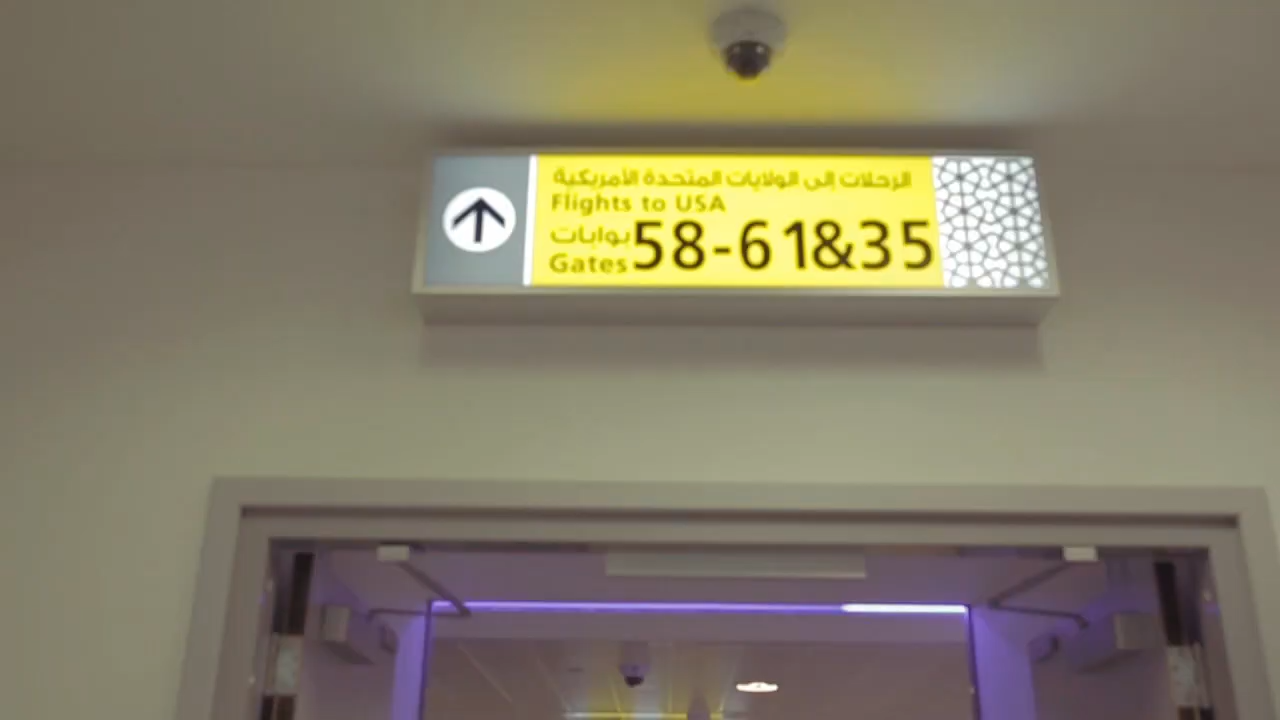 الرحلات إلى الولايات المتحدة الأمريكية
Flights to USA
بوابات
Gates 58-61&35